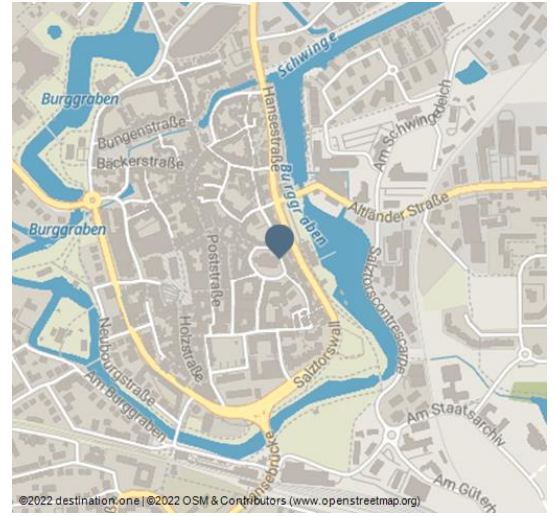 Burggraben
Schwinge
Hansestraße
Am Schwingedeich
Bungenstraße
Bäckerstraße
Burggraben
Altländer Straße
Burggraben
Poststraße
Salztorscontrescarpe
Holzstraße
Neubourgstraße
Am Burggraben
Salztorswall
Am Staatsarchiv
Am Güterb
hnsebrücke
©2022 destination.one | ©2022 OSM & Contributors (www.openstreetmap.org)